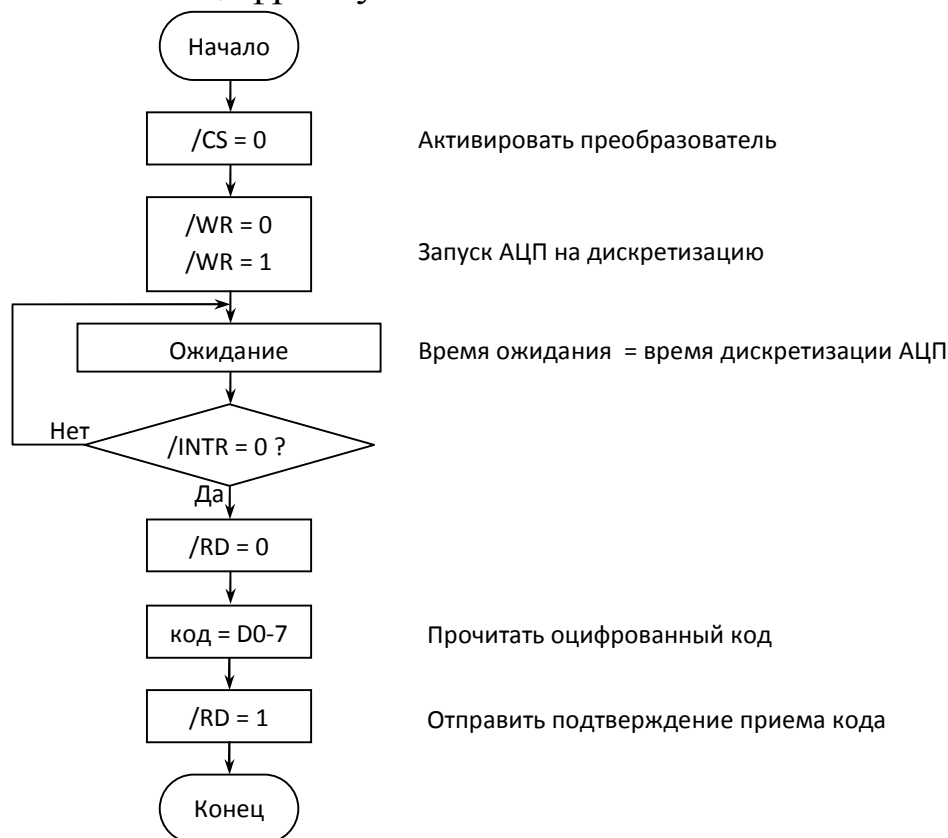 Начало
/CS = 0
Активировать преобразователь
/WR = 0
/WR = 1
Запуск АЦП на дискретизацию
Ожидание
Время ожидания = время дискретизации АЦП
Нет
/INTR = 0 ?
Да
/RD = 0
код = D0-7
Прочитать оцифрованный код
/RD = 1
Отправить подтверждение приема кода
Конец